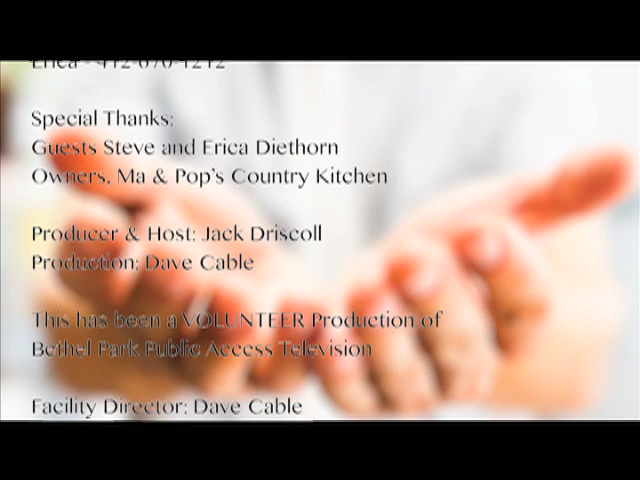 Special Thanks:
Guests Steve and Erica Diethorn
Owners, Ma & Pop's Country Kitchen
Producer & Host: Jack Driscoll
Production: Dave Cable
This has been a VOLUNTEER Production of
Bethel Park Public Access Television
Facility Director: Dave Cable